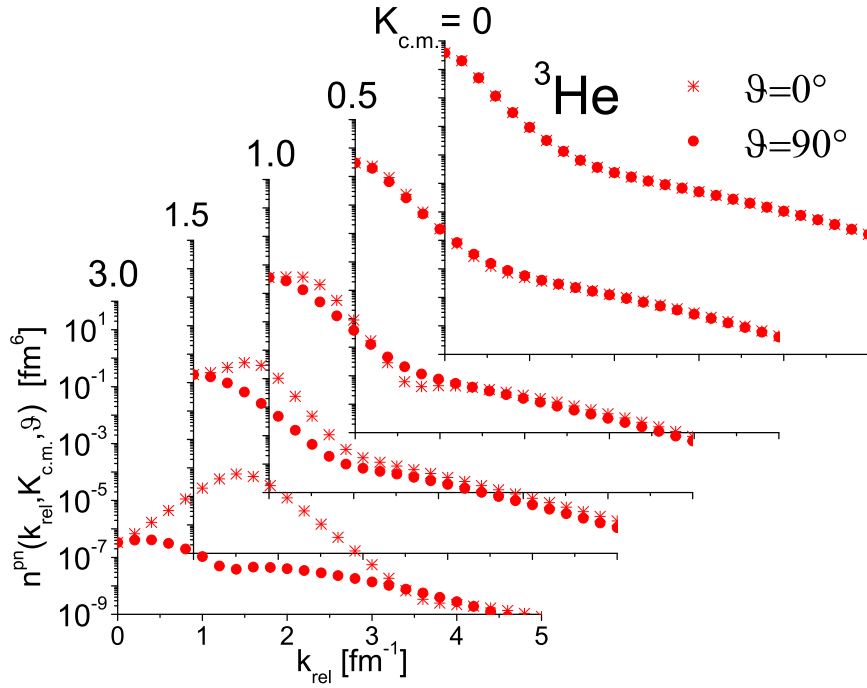 K_c.m. = 0
³He
ϑ=0°
ϑ=90°
0.5
1.0
1.5
3.0
10¹
10⁻¹
10⁻³
10⁻⁵
10⁻⁷
10⁻⁹
n^pn(k_rel,K_c.m.,ϑ) [fm⁶]
0 1 2 3 4 5
k_rel [fm⁻¹]